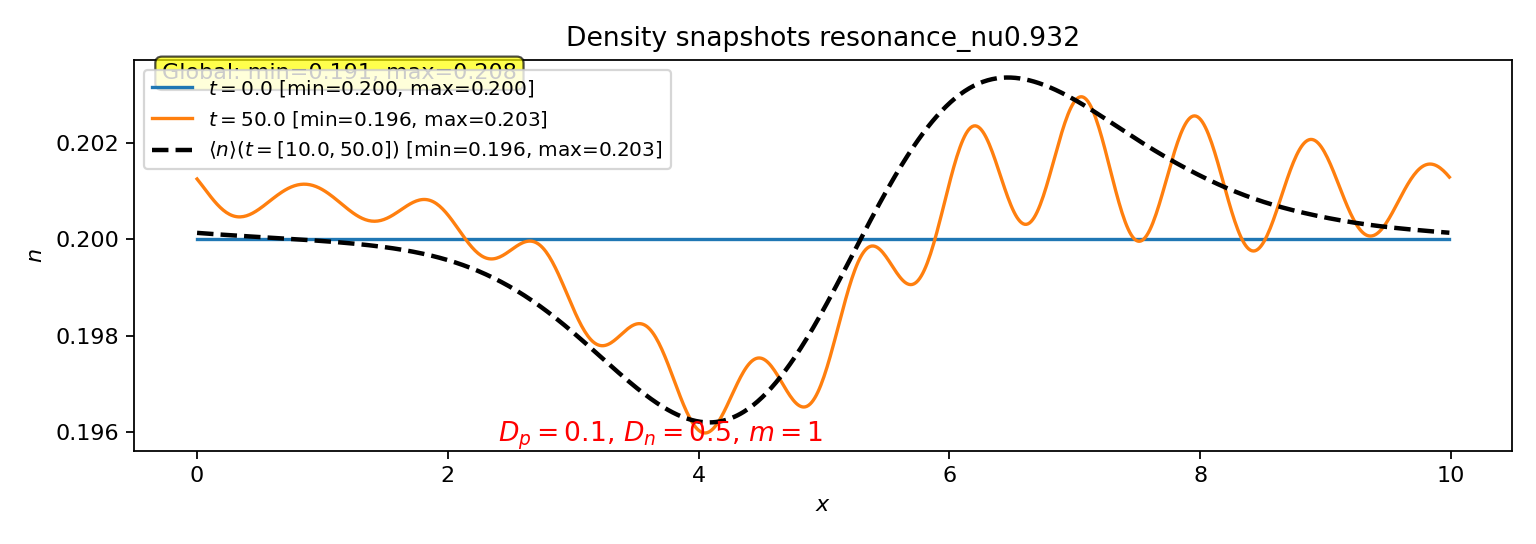 Density snapshots resonance_nu0.932
Global: min=0.191, max=0.208
t = 0.0 [min=0.200, max=0.200]
t = 50.0 [min=0.196, max=0.203]
⟨n⟩(t = [10.0, 50.0]) [min=0.196, max=0.203]
n
0.202
0.200
0.198
0.196
D_p = 0.1, D_n = 0.5, m = 1
0 2 4 6 8 10
x